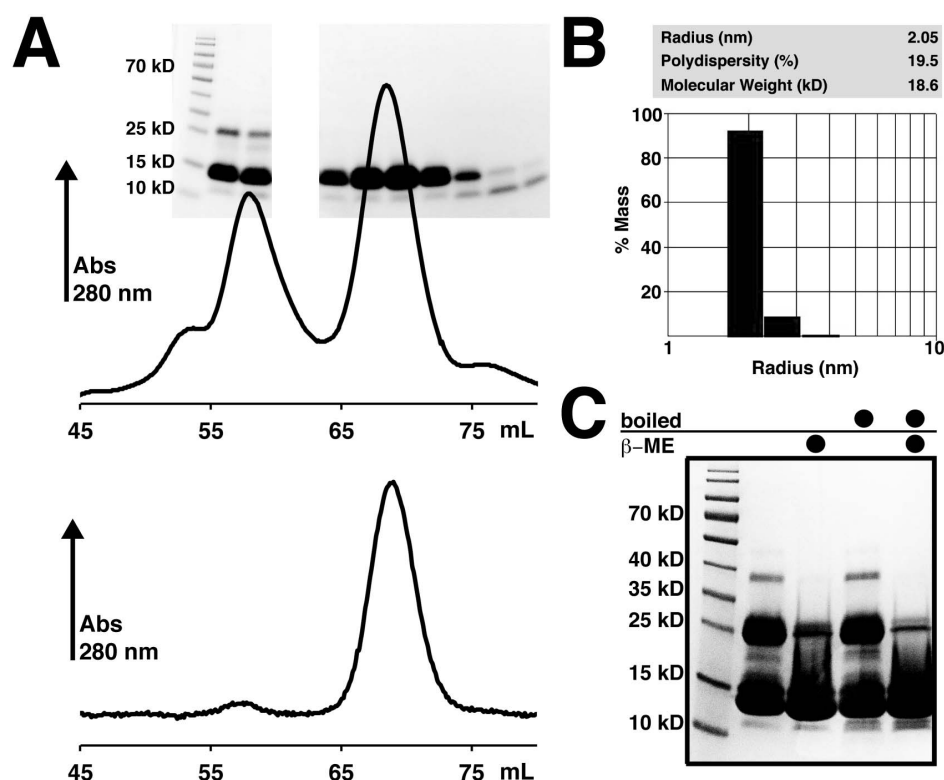 A
70 kD
25 kD
15 kD
10 kD
Abs
280 nm
45 55 65 75 mL
Abs
280 nm
45 55 65 75 mL
B
Radius (nm) 2.05
Polydispersity (%) 19.5
Molecular Weight (kD) 18.6
100
80
60
40
20
% Mass
1 10
Radius (nm)
C
boiled
β-ME
70 kD
40 kD
35 kD
25 kD
15 kD
10 kD